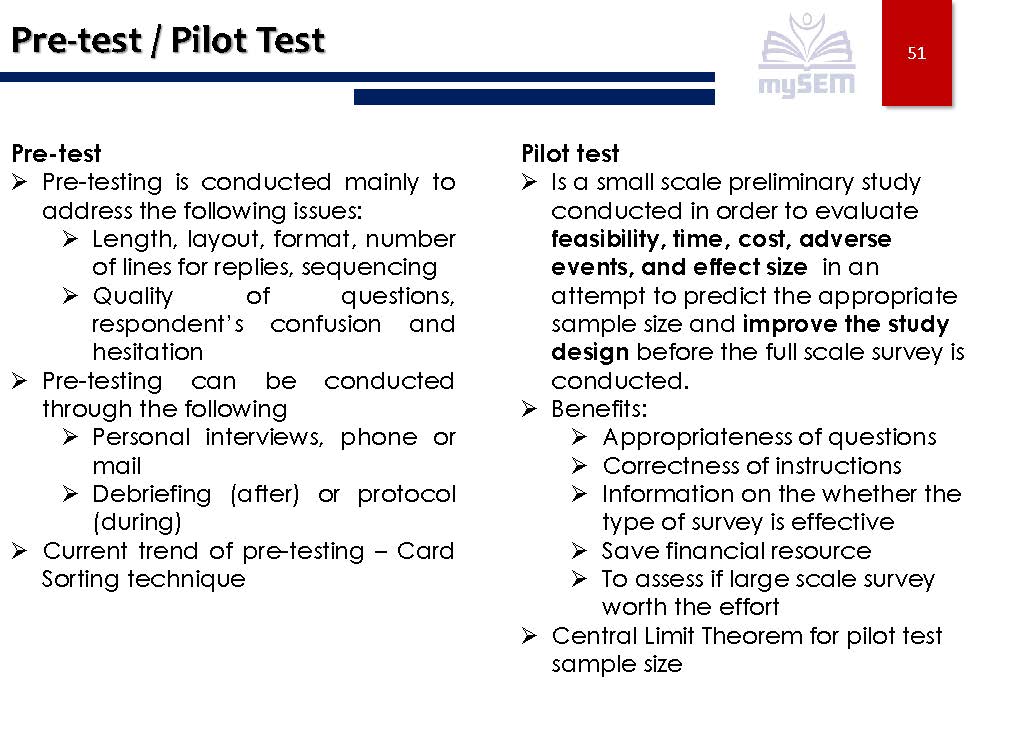 Pre-test / Pilot Test
mySEM
51
Pre-test
➢ Pre-testing is conducted mainly to
address the following issues:
➢ Length, layout, format, number
of lines for replies, sequencing
➢ Quality of questions,
respondent's confusion and
hesitation
➢ Pre-testing can be conducted
through the following
➢ Personal interviews, phone or
mail
➢ Debriefing (after) or protocol
(during)
➢ Current trend of pre-testing – Card
Sorting technique
Pilot test
➢ Is a small scale preliminary study
conducted in order to evaluate
feasibility, time, cost, adverse
events, and effect size in an
attempt to predict the appropriate
sample size and improve the study
design before the full scale survey is
conducted.
➢ Benefits:
➢ Appropriateness of questions
➢ Correctness of instructions
➢ Information on the whether the
type of survey is effective
➢ Save financial resource
➢ To assess if large scale survey
worth the effort
➢ Central Limit Theorem for pilot test
sample size